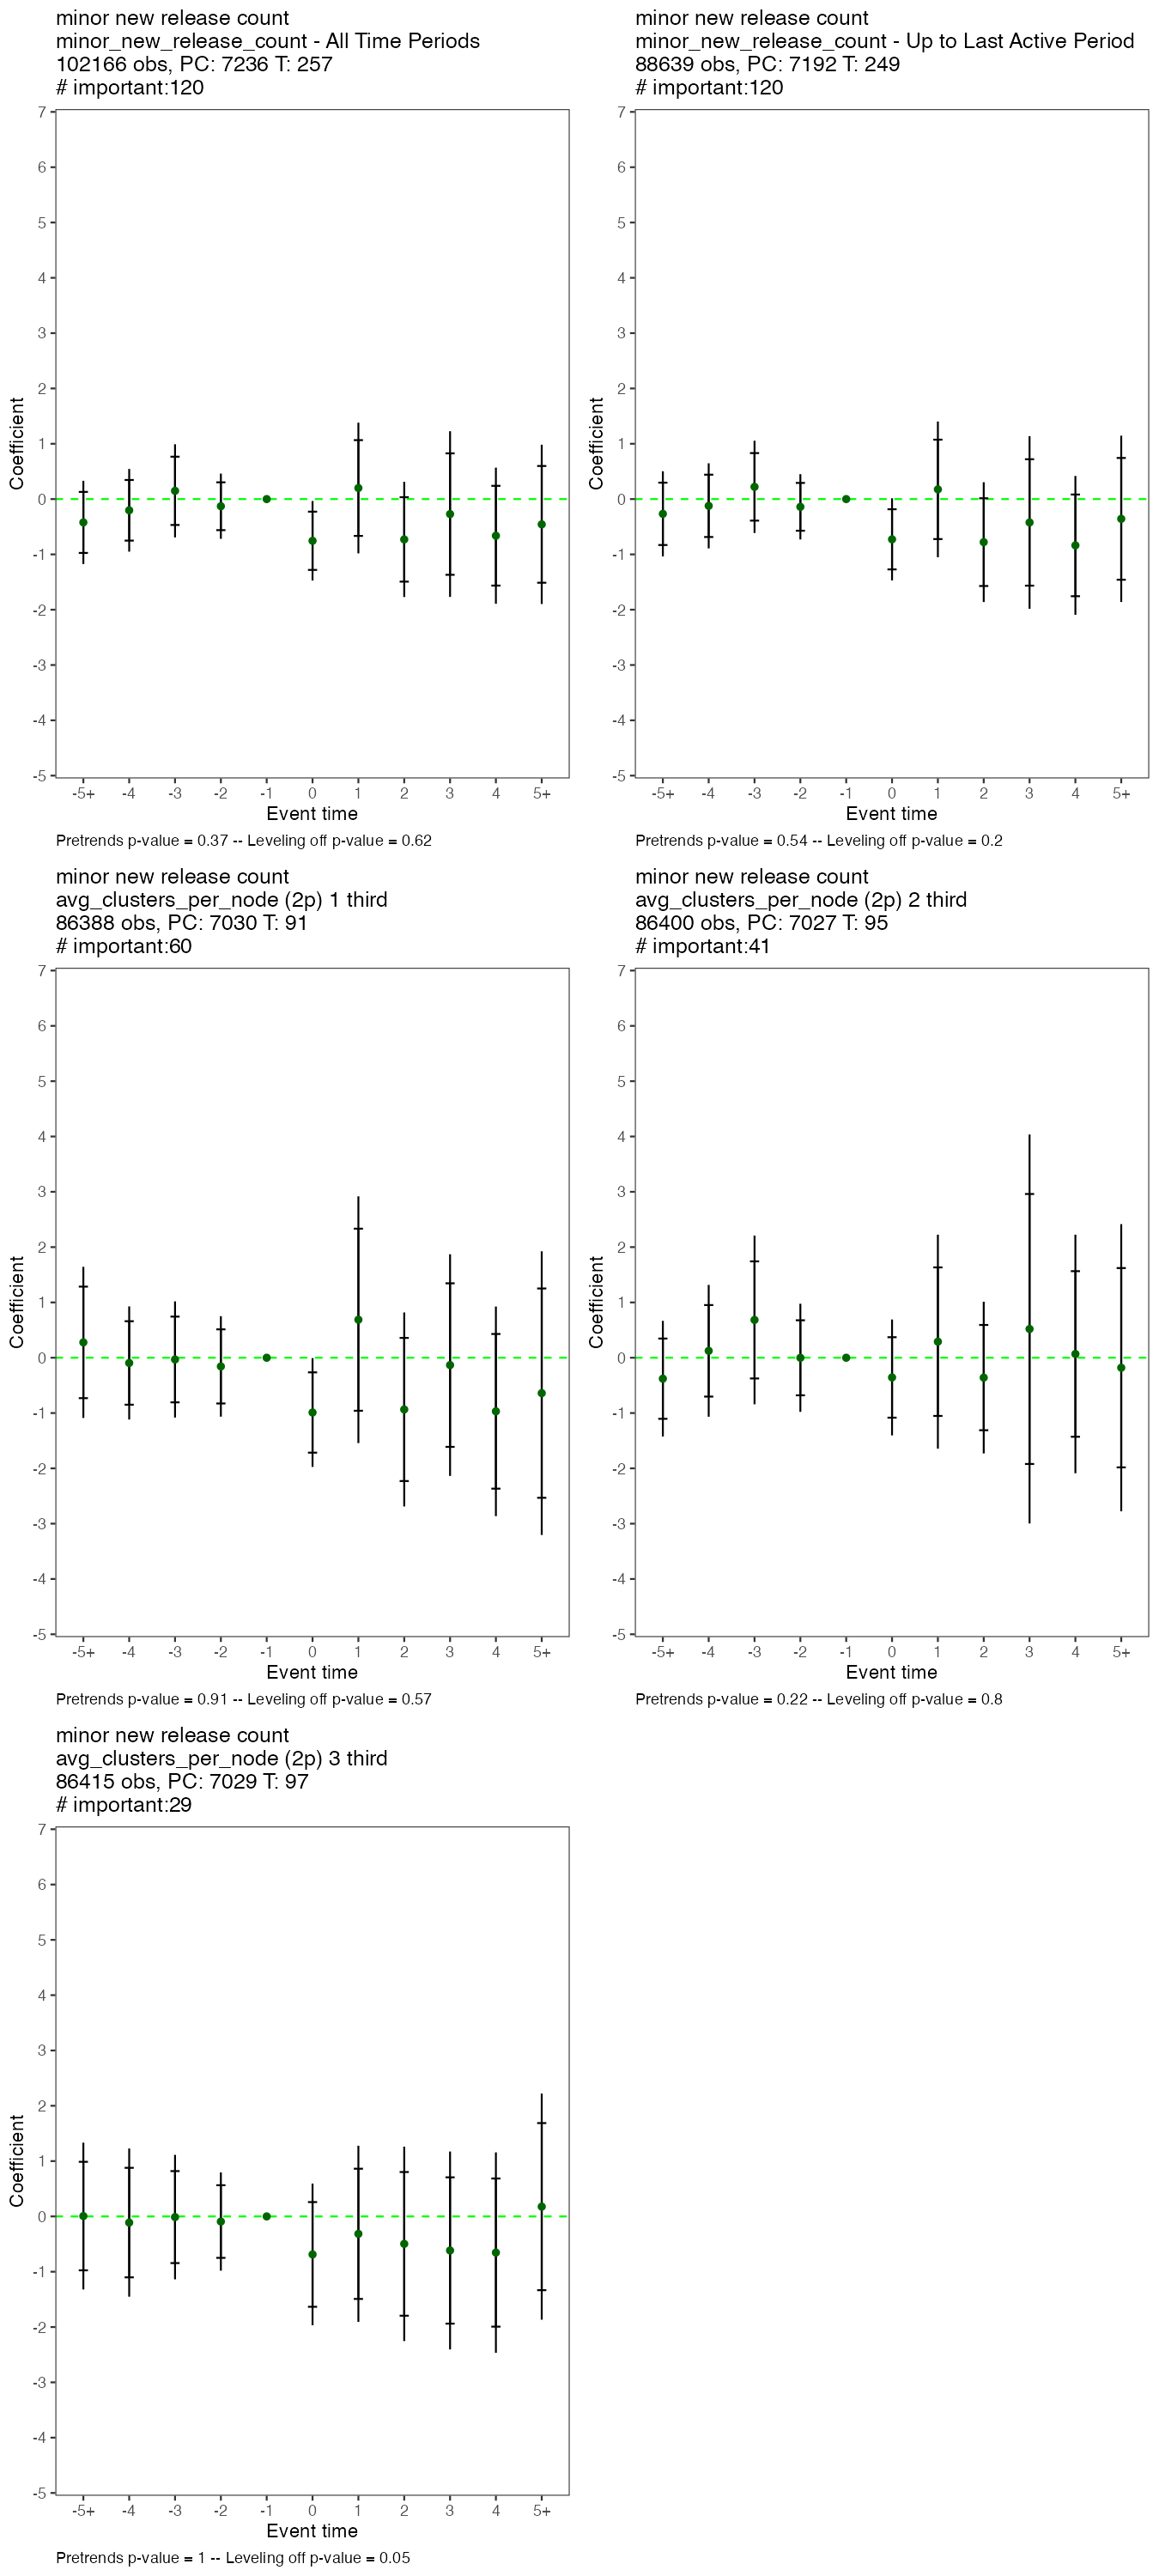 minor new release count
minor_new_release_count - All Time Periods
102166 obs, PC: 7236 T: 257
# important:120
7
6
5
4
3
2
1
0
-1
-2
-3
-4
-5
Coefficient
-5+ -4 -3 -2 -1 0 1 2 3 4 5+
Event time
Pretrends p-value = 0.37 -- Leveling off p-value = 0.62
minor new release count
minor_new_release_count - Up to Last Active Period
88639 obs, PC: 7192 T: 249
# important:120
7
6
5
4
3
2
1
0
-1
-2
-3
-4
-5
Coefficient
-5+ -4 -3 -2 -1 0 1 2 3 4 5+
Event time
Pretrends p-value = 0.54 -- Leveling off p-value = 0.2
minor new release count
avg_clusters_per_node (2p) 1 third
86388 obs, PC: 7030 T: 91
# important:60
7
6
5
4
3
2
1
0
-1
-2
-3
-4
-5
Coefficient
-5+ -4 -3 -2 -1 0 1 2 3 4 5+
Event time
Pretrends p-value = 0.91 -- Leveling off p-value = 0.57
minor new release count
avg_clusters_per_node (2p) 2 third
86400 obs, PC: 7027 T: 95
# important:41
7
6
5
4
3
2
1
0
-1
-2
-3
-4
-5
Coefficient
-5+ -4 -3 -2 -1 0 1 2 3 4 5+
Event time
Pretrends p-value = 0.22 -- Leveling off p-value = 0.8
minor new release count
avg_clusters_per_node (2p) 3 third
86415 obs, PC: 7029 T: 97
# important:29
7
6
5
4
3
2
1
0
-1
-2
-3
-4
-5
Coefficient
-5+ -4 -3 -2 -1 0 1 2 3 4 5+
Event time
Pretrends p-value = 1 -- Leveling off p-value = 0.05